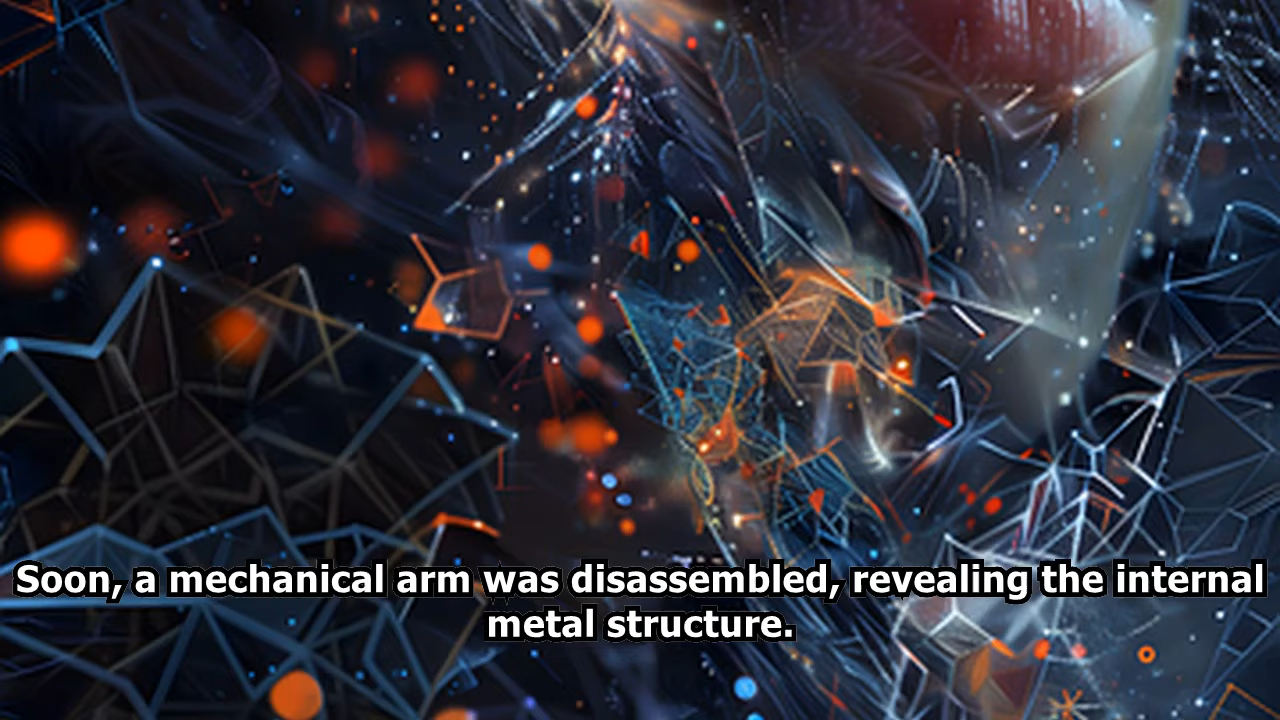 Soon, a mechanical arm was disassembled, revealing the internal
metal structure.